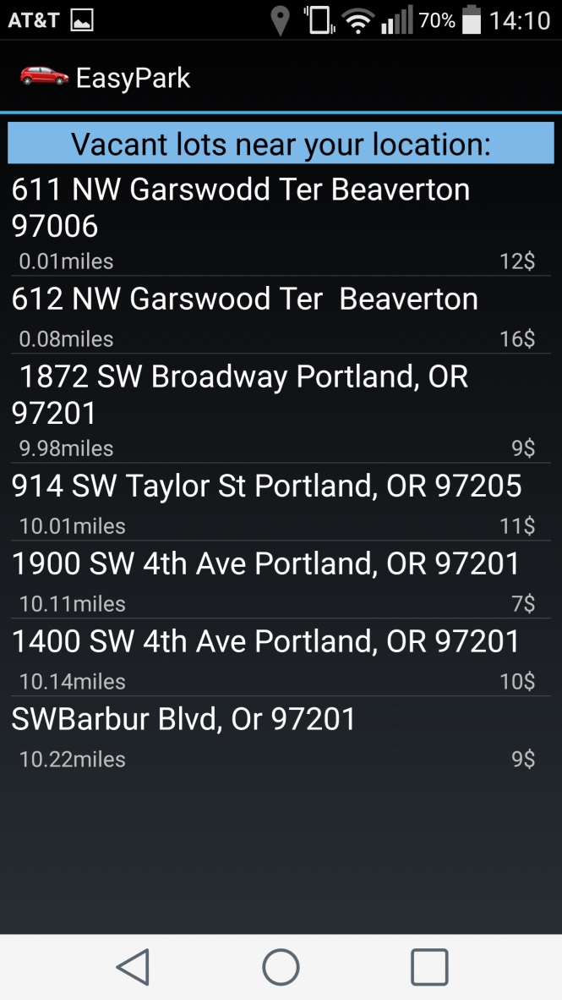 AT&T 70% 14:10
EasyPark
Vacant lots near your location:
611 NW Garswodd Ter Beaverton
97006
0.01miles 12$
612 NW Garswood Ter  Beaverton
0.08miles 16$
1872 SW Broadway Portland, OR
97201
9.98miles 9$
914 SW Taylor St Portland, OR 97205
10.01miles 11$
1900 SW 4th Ave Portland, OR 97201
10.11miles 7$
1400 SW 4th Ave Portland, OR 97201
10.14miles 10$
SWBarbur Blvd, Or 97201
10.22miles 9$